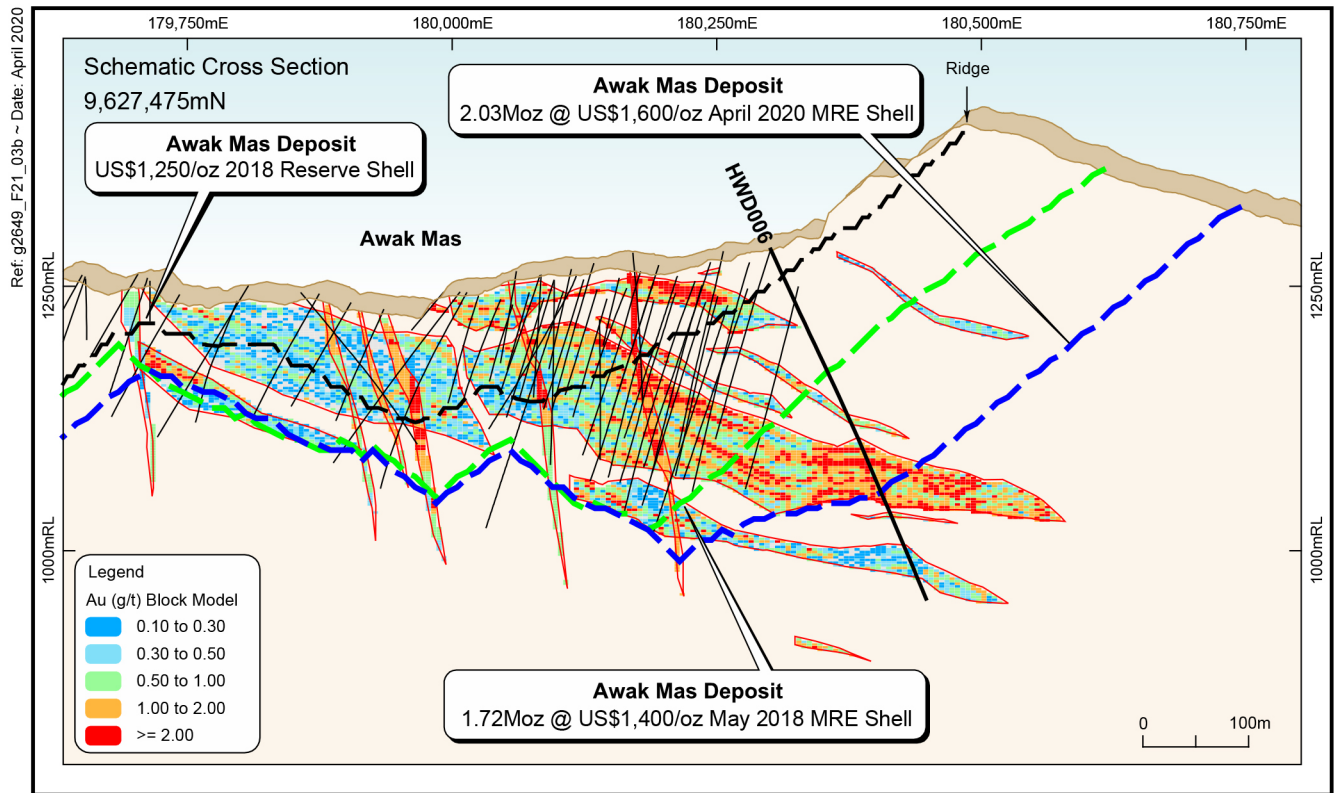 179,750mE
180,000mE
180,250mE
180,500mE
180,750mE
Ref: g2649_F21_03b ~ Date: April 2020
Schematic Cross Section
9,627,475mN
Awak Mas Deposit
US$1,250/oz 2018 Reserve Shell
Awak Mas Deposit
2.03Moz @ US$1,600/oz April 2020 MRE Shell
Ridge
HWD006
Awak Mas
1250mRL
1250mRL
1000mRL
1000mRL
Legend
Au (g/t) Block Model
0.10 to 0.30
0.30 to 0.50
0.50 to 1.00
1.00 to 2.00
>= 2.00
Awak Mas Deposit
1.72Moz @ US$1,400/oz May 2018 MRE Shell
0
100m